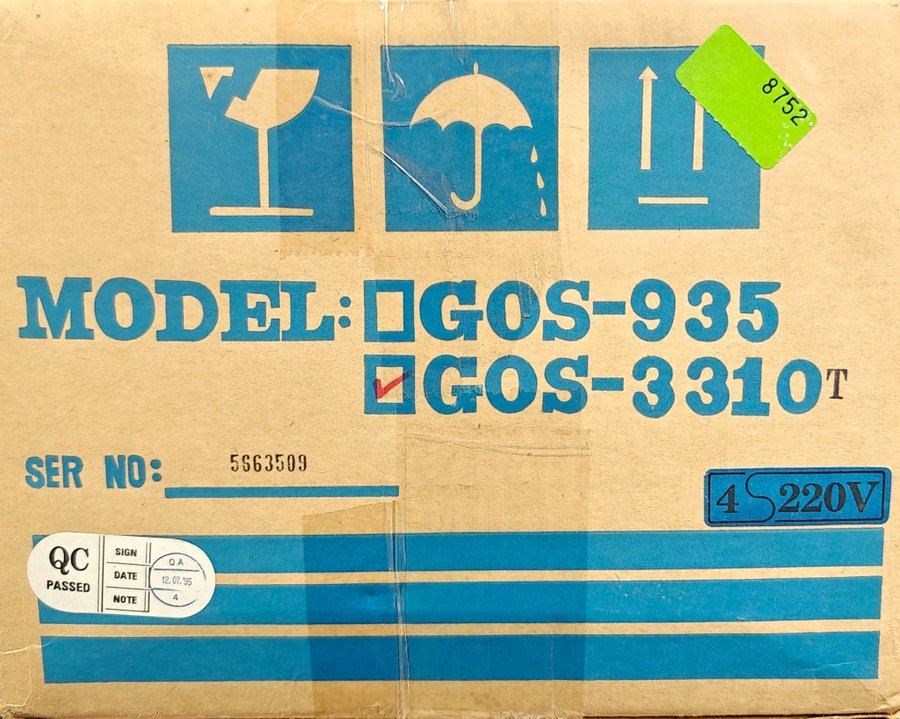 8752
MODEL: GOS-935
GOS-3310T
SER NO: 5663509
4 220V
QC PASSED
SIGN
DATE
NOTE
QA
12.07.'95
4